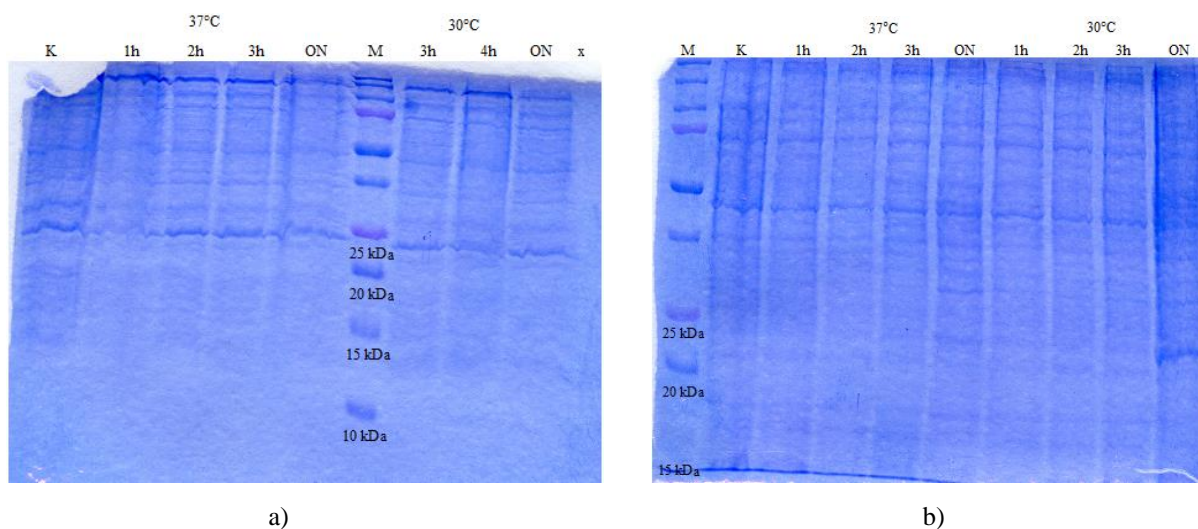 37°C 30°C
K 1h 2h 3h ON M 3h 4h ON x
25 kDa
20 kDa
15 kDa
10 kDa
a)
37°C 30°C
M K 1h 2h 3h ON 1h 2h 3h ON
25 kDa
20 kDa
15 kDa
b)